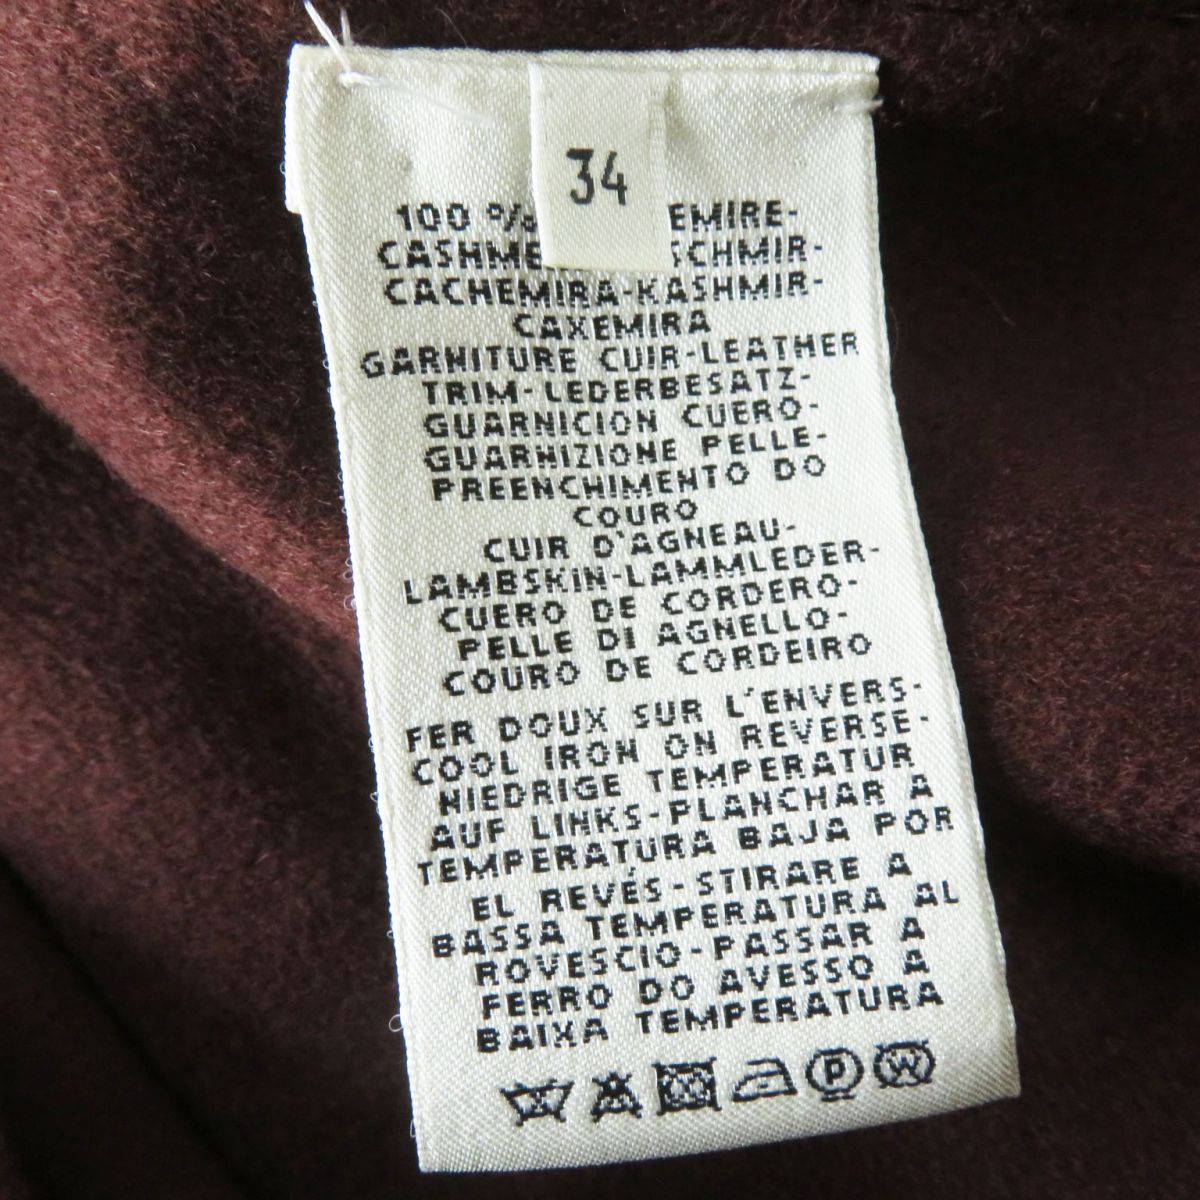 34
100 %
CACHEMIRA-KASHMIR-
CAXEMIRA
GARNITURE CUIR-LEATHER
TRIM-LEDERBESATZ-
GUARNICION CUERO-
GUARNIZIONE PELLE-
PREENCHIMENTO DO
COURO
CUIR D'AGNEAU-
LAMBSKIN-LAMMLEDER-
CUERO DE CORDERO-
PELLE DI AGNELLO-
COURO DE CORDEIRO
FER DOUX SUR L'ENVERS-
COOL IRON ON REVERSE-
NIEDRIGE TEMPERATUR
AUF LINKS-PLANCHAR A
TEMPERATURA BAJA POR
EL REVÉS-STIRARE A
BASSA TEMPERATURA AL
ROVESCIO-PASSAR A
FERRO DO AVESSO A
BAIXA TEMPERATURA
P W